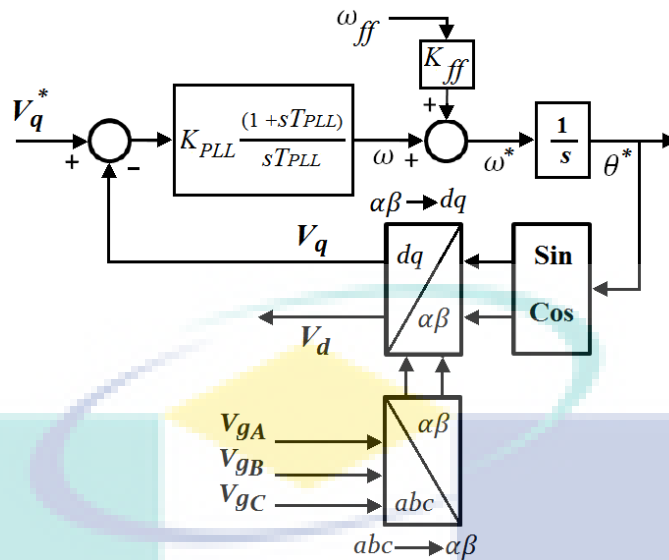 ω_ff
K_ff
V_q^*
+
−
K_PLL (1 + sT_PLL) / sT_PLL
ω
+
+
ω*
1/s
θ*
αβ → dq
V_q
dq
αβ
Sin
Cos
V_d
V_gA
V_gB
V_gC
αβ
abc
abc → αβ